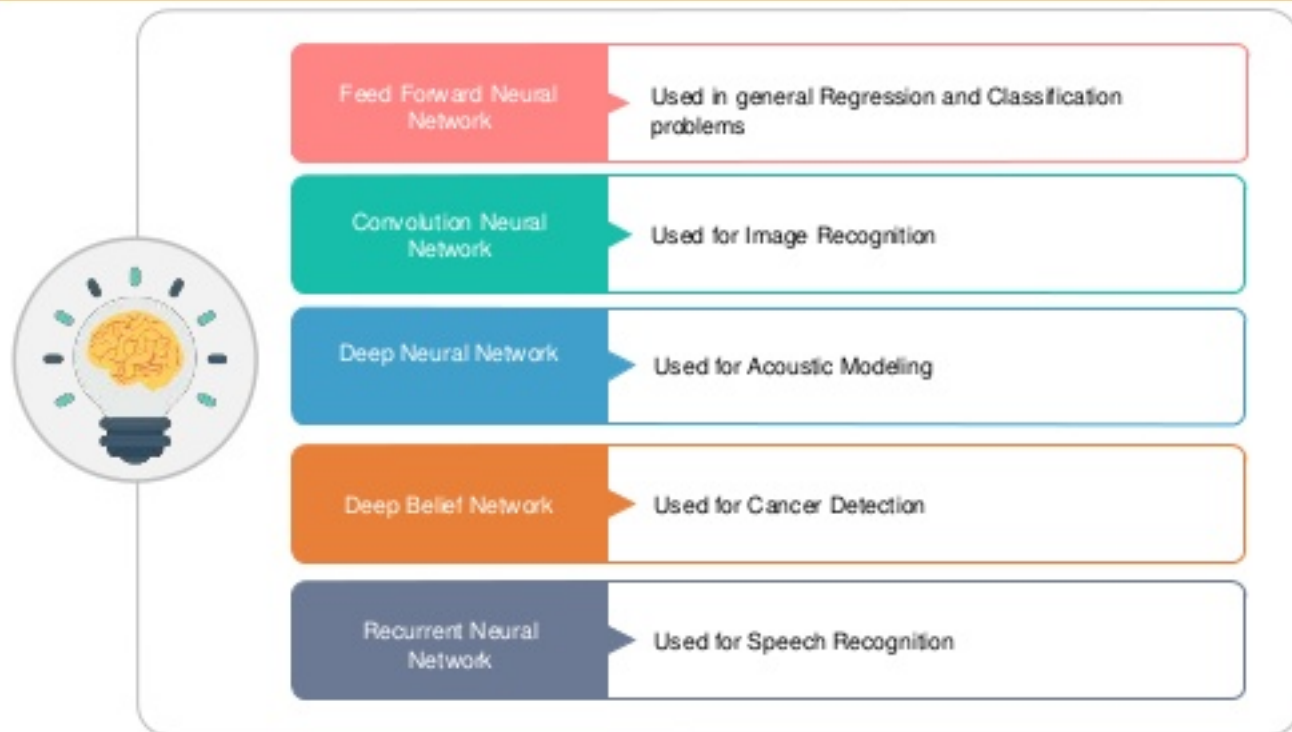 Feed Forward Neural
Network
Used in general Regression and Classification
problems
Convolution Neural
Network
Used for Image Recognition
Deep Neural Network
Used for Acoustic Modeling
Deep Belief Network
Used for Cancer Detection
Recurrent Neural
Network
Used for Speech Recognition